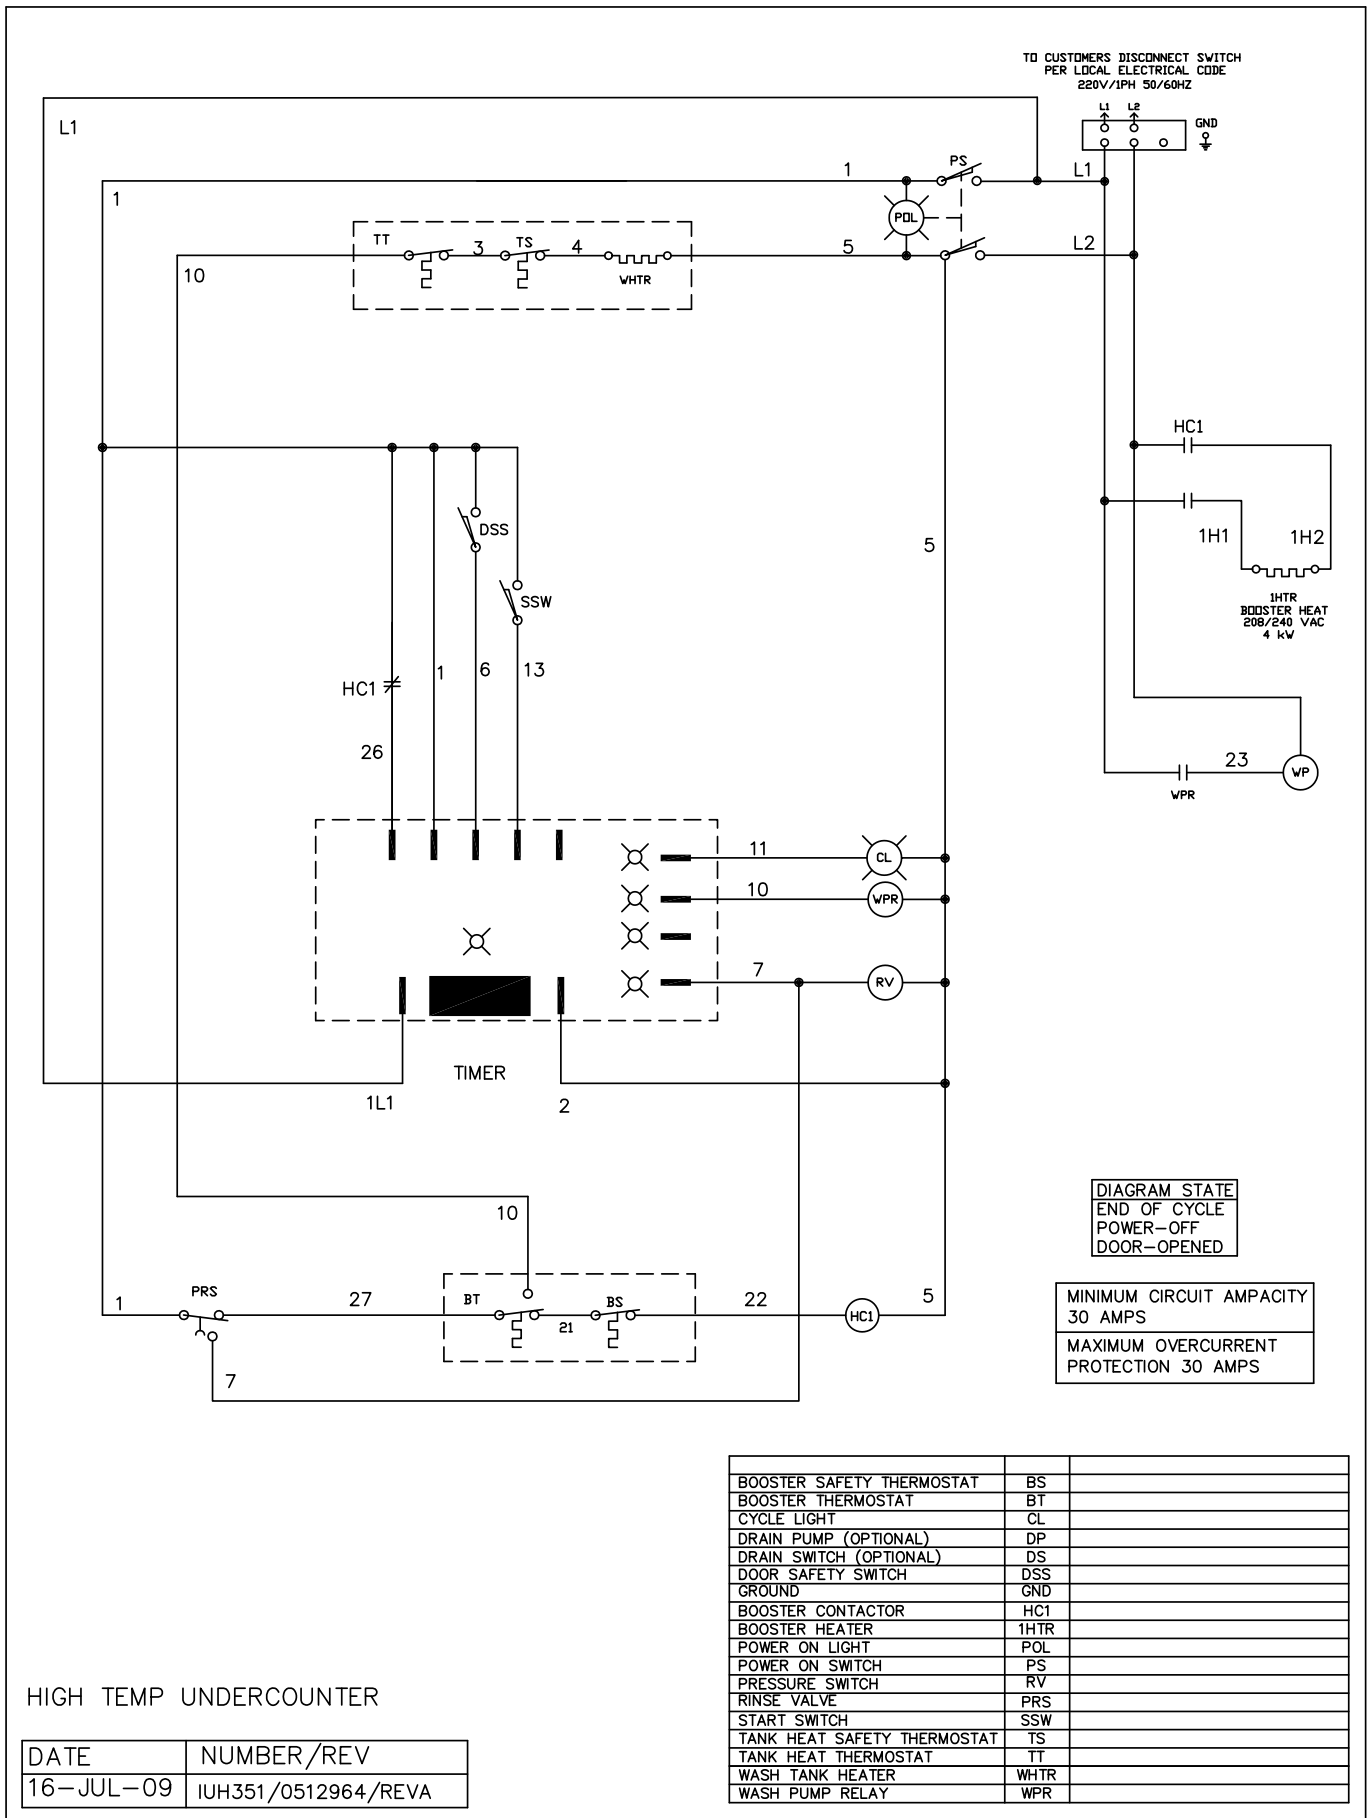 TO CUSTOMERS DISCONNECT SWITCH
PER LOCAL ELECTRICAL CODE
220V/1PH 50/60HZ
L1 L2
GND
L1
1
PS
L1
1
POL
L2
TT
3
TS
4
5
10
WHTR
HC1
DSS
5
1H1
1H2
SSW
1HTR
BOOSTER HEAT
208/240 VAC
4 kW
HC1
1
6
13
26
23
WP
WPR
11
CL
10
WPR
7
RV
TIMER
1L1
2
DIAGRAM STATE
END OF CYCLE
POWER-OFF
DOOR-OPENED
10
PRS
1
27
BT
21
BS
22
HC1
5
MINIMUM CIRCUIT AMPACITY
30 AMPS
MAXIMUM OVERCURRENT
PROTECTION 30 AMPS
7
BOOSTER SAFETY THERMOSTAT BS
BOOSTER THERMOSTAT BT
CYCLE LIGHT CL
DRAIN PUMP (OPTIONAL) DP
DRAIN SWITCH (OPTIONAL) DS
DOOR SAFETY SWITCH DSS
GROUND GND
BOOSTER CONTACTOR HC1
BOOSTER HEATER 1HTR
POWER ON LIGHT POL
POWER ON SWITCH PS
PRESSURE SWITCH RV
RINSE VALVE PRS
START SWITCH SSW
TANK HEAT SAFETY THERMOSTAT TS
TANK HEAT THERMOSTAT TT
WASH TANK HEATER WHTR
WASH PUMP RELAY WPR
HIGH TEMP UNDERCOUNTER
DATE NUMBER/REV
16-JUL-09 IUH351/0512964/REVA